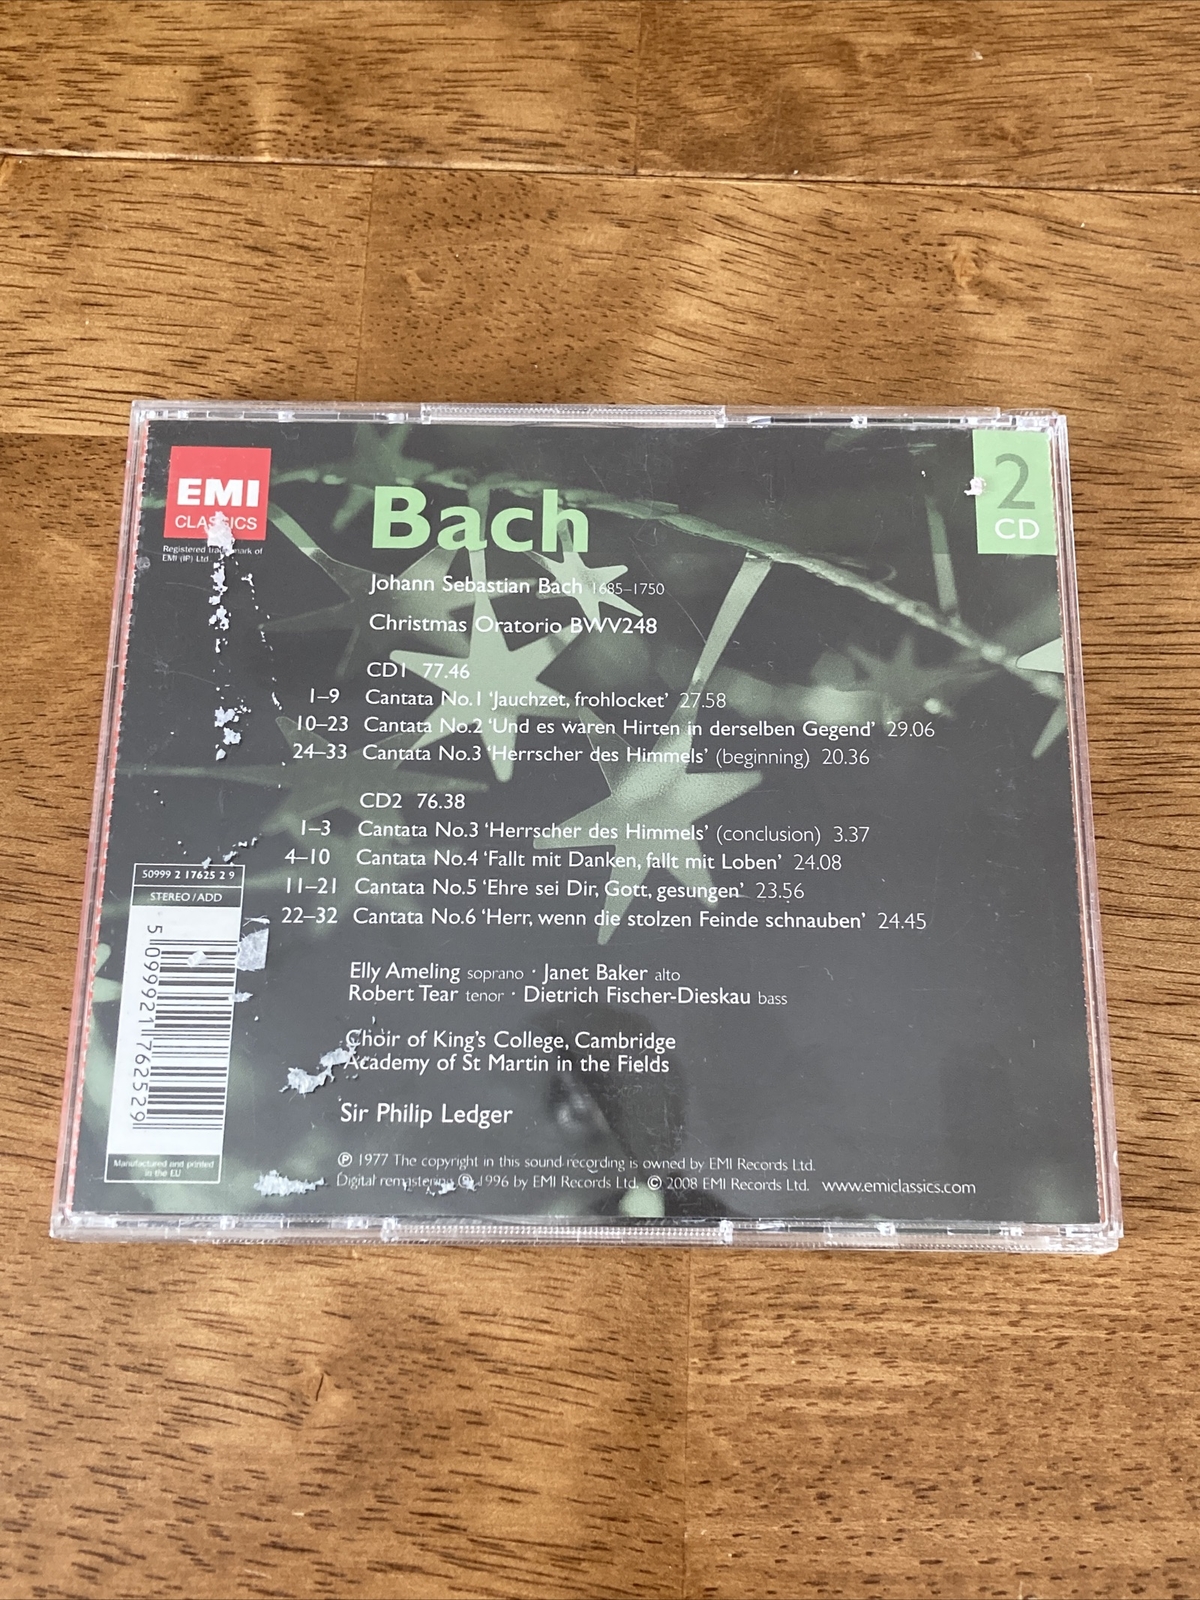 EMI
CLASSICS
Registered trademark of
EMI (IP) Ltd
2
CD
Bach
Johann Sebastian Bach 1685–1750
Christmas Oratorio BWV248
CD1 77.46
1–9 Cantata No.1 ‘Jauchzet, frohlocket’ 27.58
10–23 Cantata No.2 ‘Und es waren Hirten in derselben Gegend’ 29.06
24–33 Cantata No.3 ‘Herrscher des Himmels’ (beginning) 20.36
CD2 76.38
1–3 Cantata No.3 ‘Herrscher des Himmels’ (conclusion) 3.37
4–10 Cantata No.4 ‘Fallt mit Danken, fallt mit Loben’ 24.08
11–21 Cantata No.5 ‘Ehre sei Dir, Gott, gesungen’ 23.56
22–32 Cantata No.6 ‘Herr, wenn die stolzen Feinde schnauben’ 24.45
50999 2 17625 2 9
STEREO/ADD
5 099921 762529
Manufactured and printed
in the EU
Elly Ameling soprano · Janet Baker alto
Robert Tear tenor · Dietrich Fischer-Dieskau bass
Choir of King’s College, Cambridge
Academy of St Martin in the Fields
Sir Philip Ledger
℗ 1977 The copyright in this sound recording is owned by EMI Records Ltd.
Digital remastering ℗ 1996 by EMI Records Ltd. © 2008 EMI Records Ltd. www.emiclassics.com